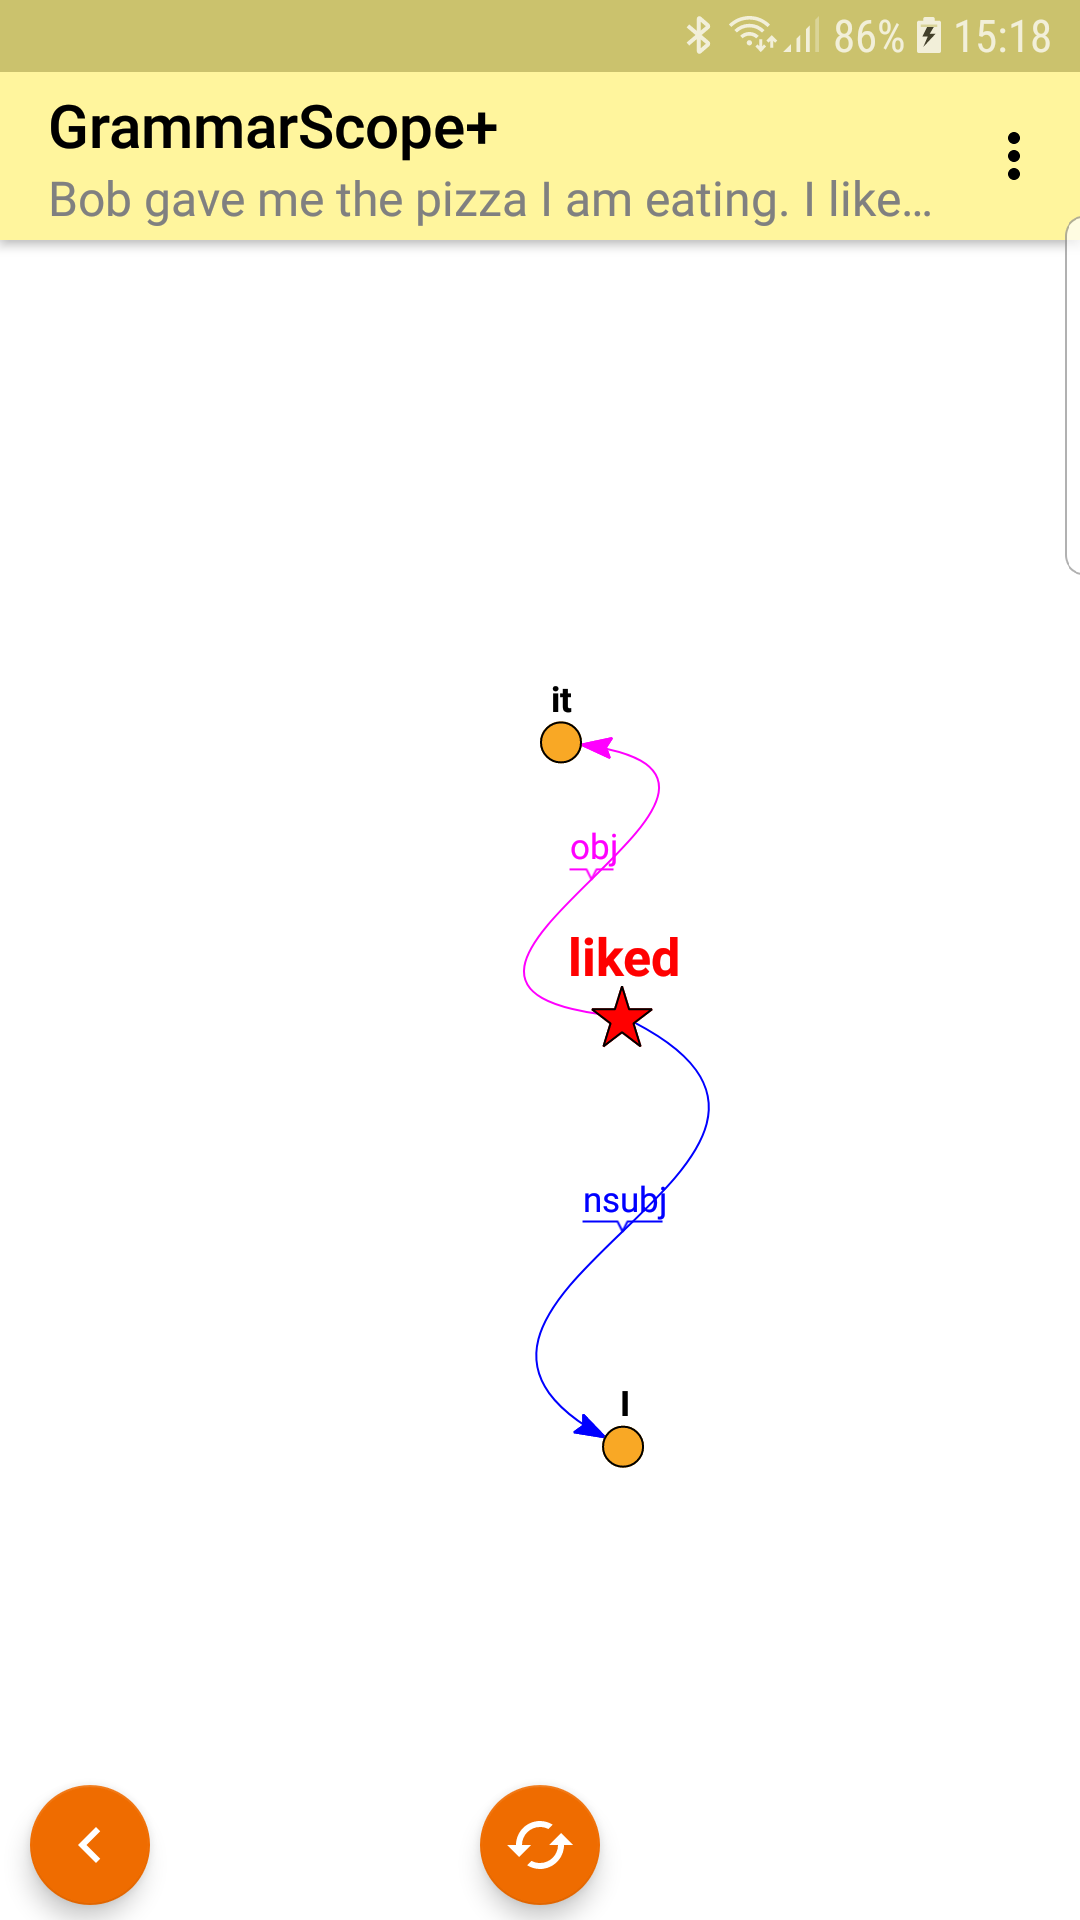 86% 15:18
GrammarScope+
Bob gave me the pizza I am eating. I like...
it
obj
liked
nsubj
I